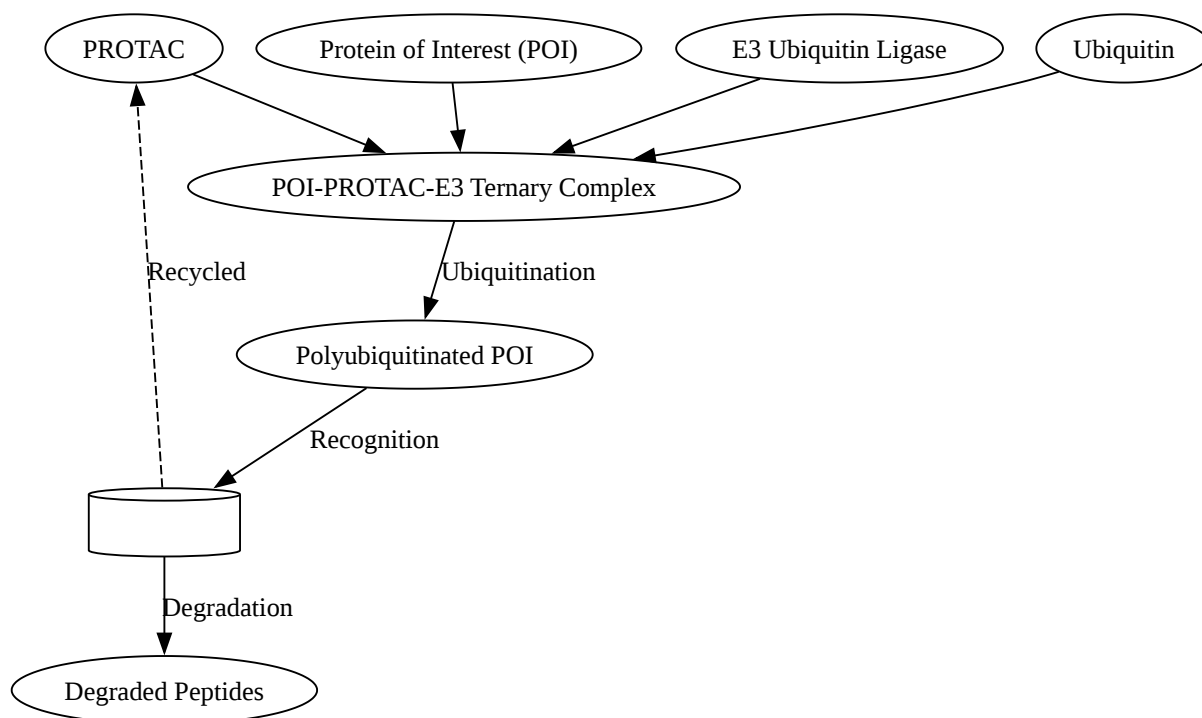 PROTAC
Protein of Interest (POI)
E3 Ubiquitin Ligase
Ubiquitin
POI-PROTAC-E3 Ternary Complex
Recycled
Ubiquitination
Polyubiquitinated POI
Recognition
Degradation
Degraded Peptides